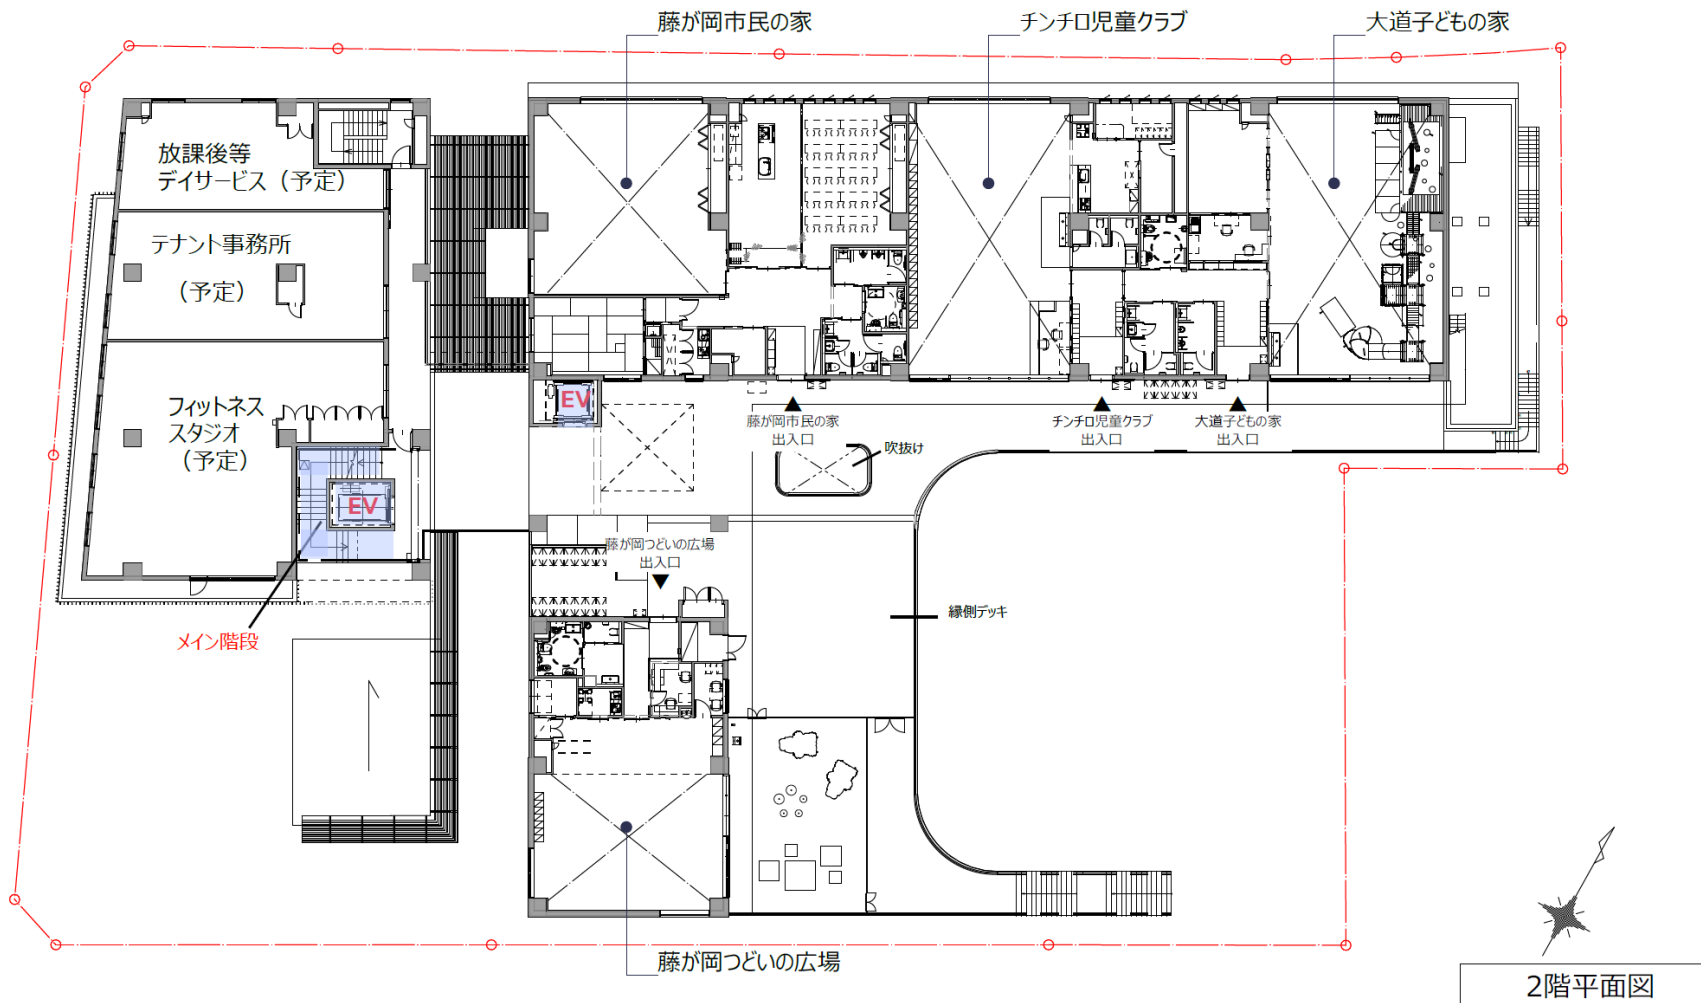 藤が岡市民の家
チンチロ児童クラブ
大道子どもの家
放課後等
デイサービス（予定）
テナント事務所
（予定）
フィットネス
スタジオ
（予定）
EV
EV
藤が岡市民の家
出入口
チンチロ児童クラブ
出入口
大道子どもの家
出入口
吹抜け
藤が岡つどいの広場
出入口
縁側デッキ
メイン階段
藤が岡つどいの広場
2階平面図